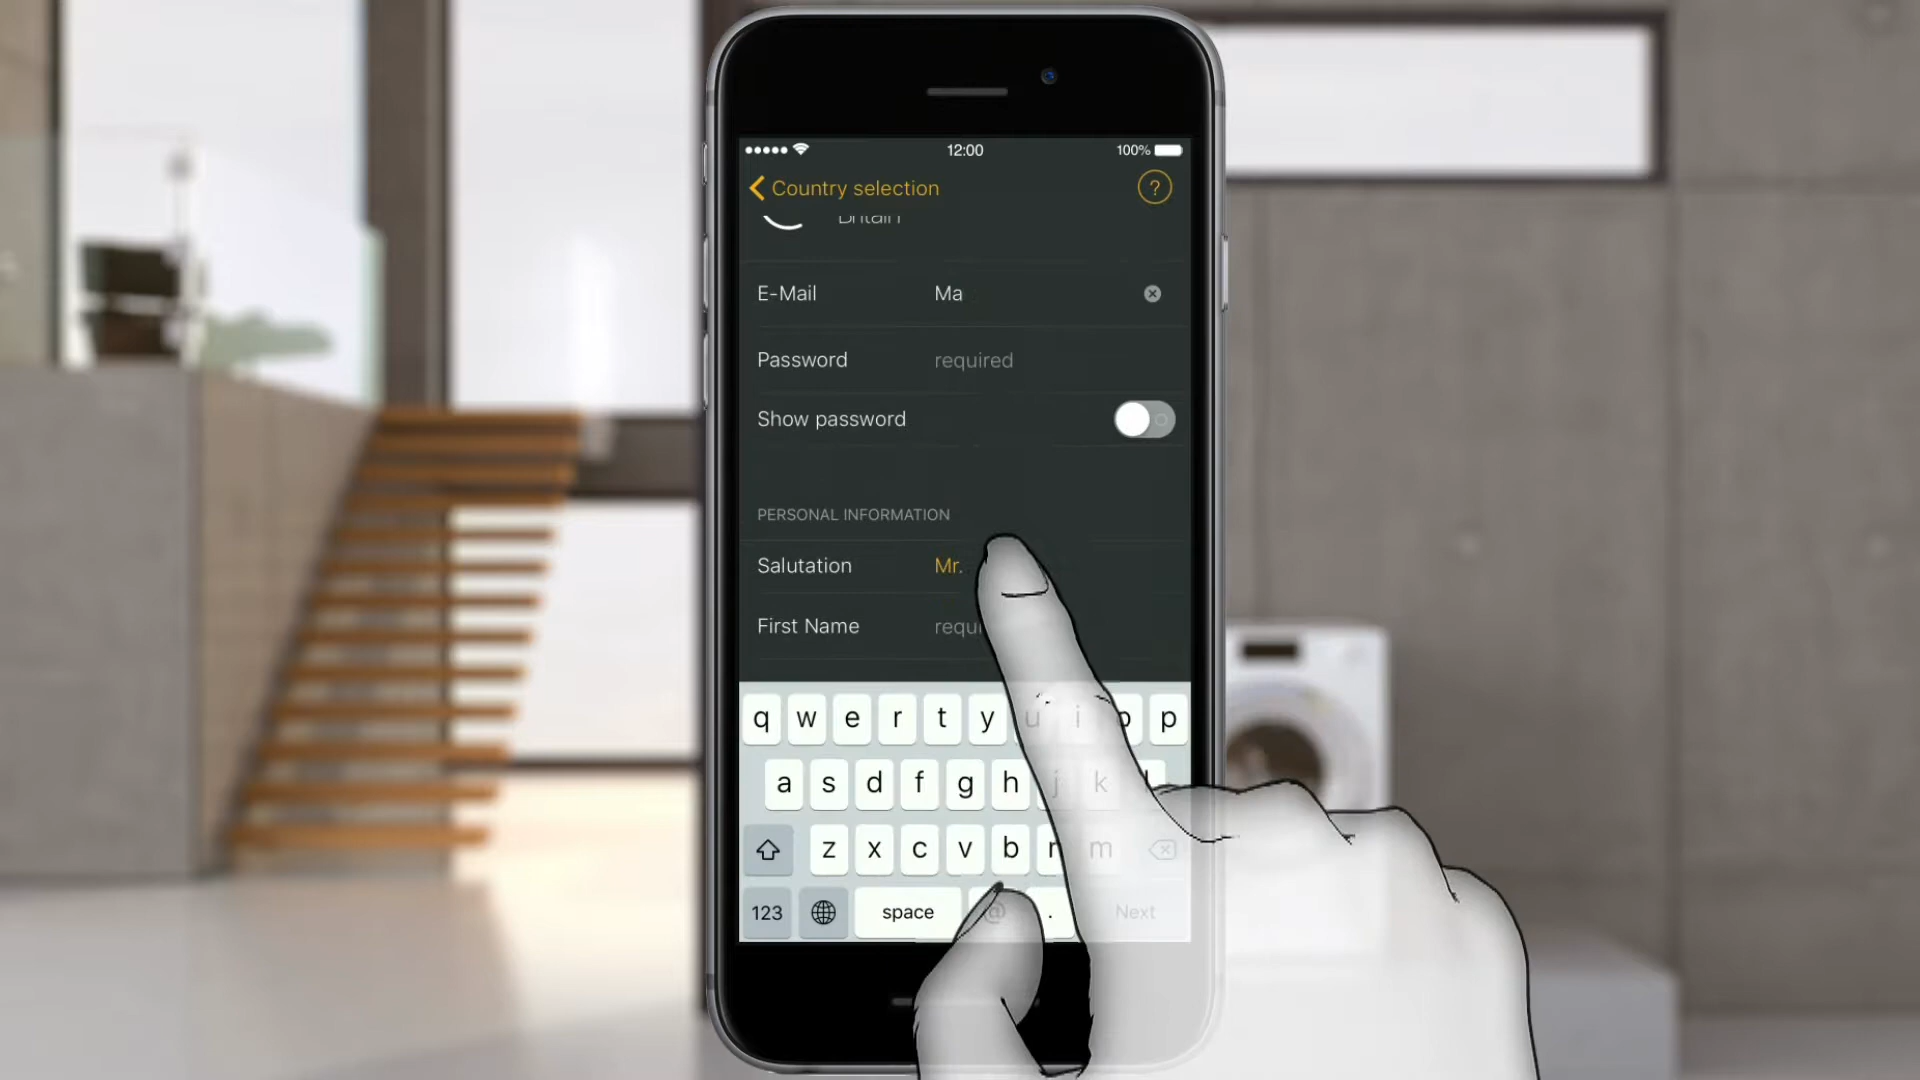 12:00 100%
Country selection ?
Britain
E-Mail Ma
Password required
Show password
PERSONAL INFORMATION
Salutation Mr.
First Name
q w e r t y u i o p
a s d f g h j k
z x c v b m
123 space @ . Next